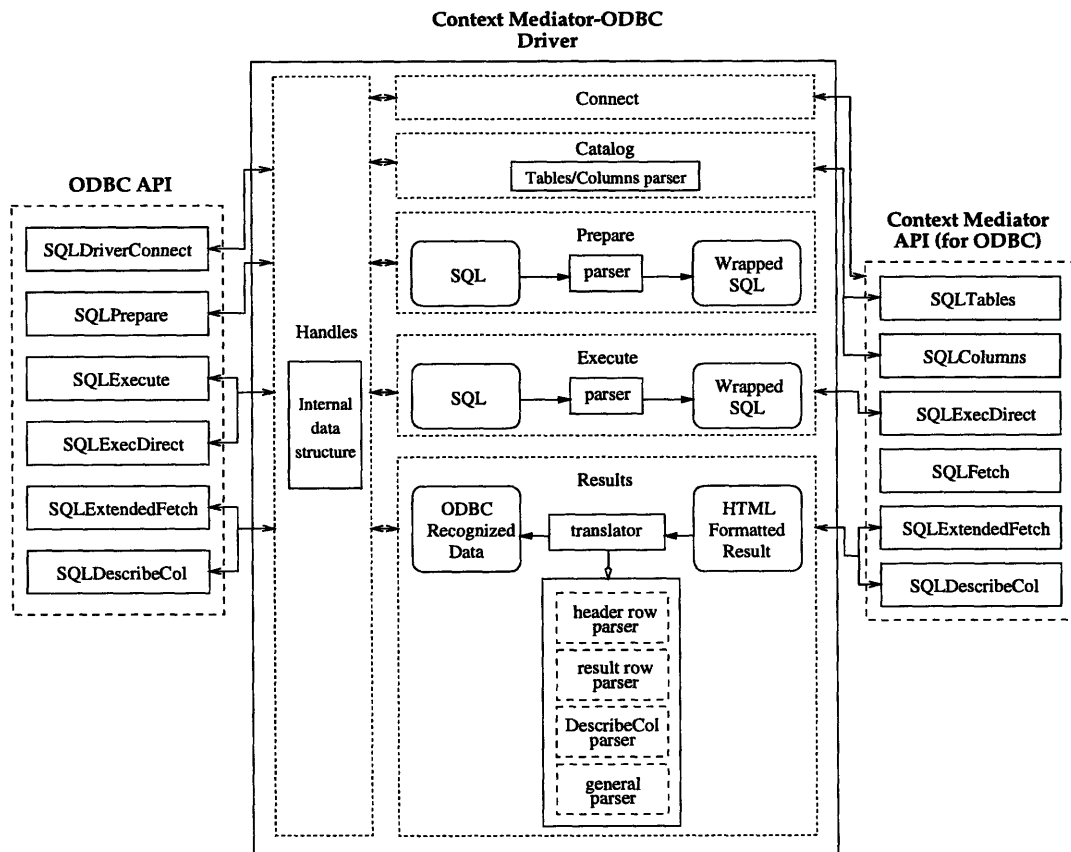 Context Mediator-ODBC
Driver
ODBC API
SQLDriverConnect
SQLPrepare
SQLExecute
SQLExecDirect
SQLExtendedFetch
SQLDescribeCol
Handles
Internal
data
structure
Connect
Catalog
Tables/Columns parser
Prepare
SQL
parser
Wrapped
SQL
Execute
SQL
parser
Wrapped
SQL
Results
ODBC
Recognized
Data
translator
HTML
Formatted
Result
header row
parser
result row
parser
DescribeCol
parser
general
parser
Context Mediator
API (for ODBC)
SQLTables
SQLColumns
SQLExecDirect
SQLFetch
SQLExtendedFetch
SQLDescribeCol